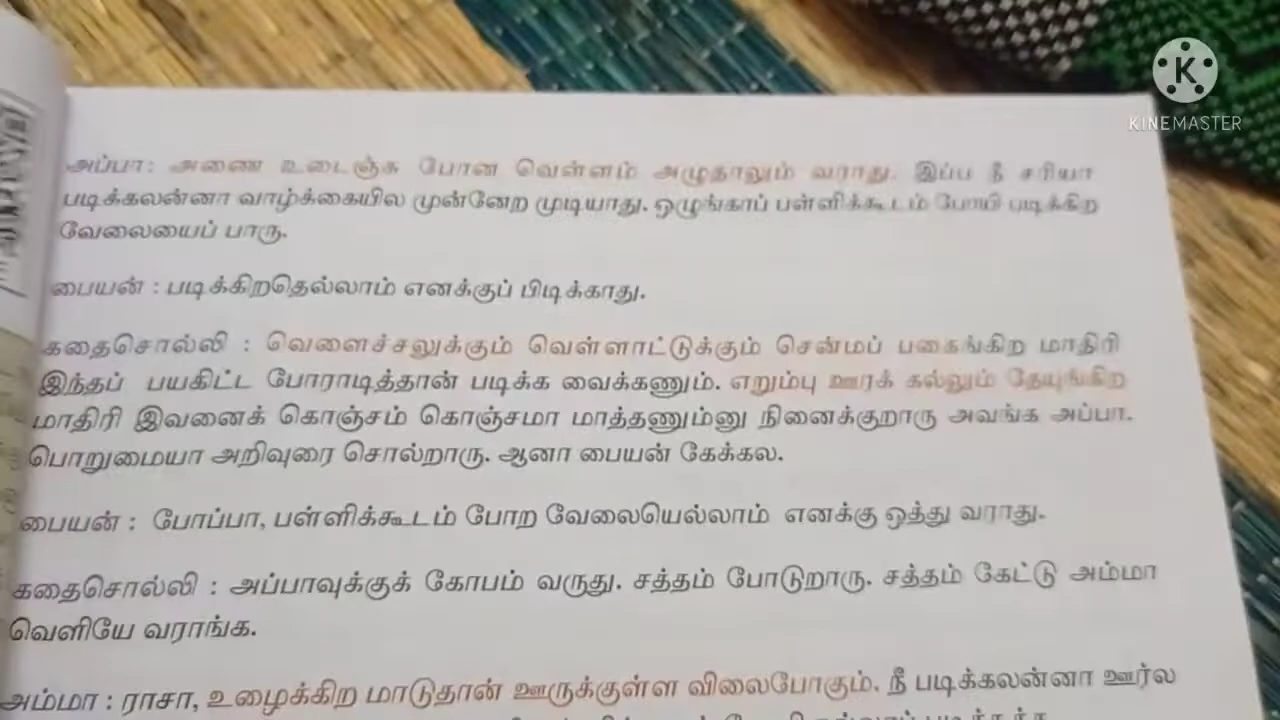 அப்பா: அணை உடைஞ்சு போன வெள்ளம் அழுதாலும் வராது. இப்ப நீ சரியா
படிக்கலன்னா வாழ்க்கையில முன்னேற முடியாது. ஒழுங்காப் பள்ளிக்கூடம் போயி படிக்கிற
வேலையைப் பாரு.
பையன் : படிக்கிறதெல்லாம் எனக்குப் பிடிக்காது.
கதைசொல்லி : வெளைச்சலுக்கும் வெள்ளாட்டுக்கும் சென்மப் பகைங்கிற மாதிரி
இந்தப் பயகிட்ட போராடித்தான் படிக்க வைக்கணும். எறும்பு ஊரக் கல்லும் தேயுங்கிற
மாதிரி இவனைக் கொஞ்சம் கொஞ்சமா மாத்தணும்னு நினைக்குறாரு அவங்க அப்பா.
பொறுமையா அறிவுரை சொல்றாரு. ஆனா பையன் கேக்கல.
பையன் : போப்பா, பள்ளிக்கூடம் போற வேலையெல்லாம் எனக்கு ஒத்து வராது.
கதைசொல்லி : அப்பாவுக்குக் கோபம் வருது. சத்தம் போடுறாரு. சத்தம் கேட்டு அம்மா
வெளியே வராங்க.
அம்மா : ராசா, உழைக்கிற மாடுதான் ஊருக்குள்ள விலைபோகும். நீ படிக்கலன்னா ஊர்ல
K
KINEMASTER